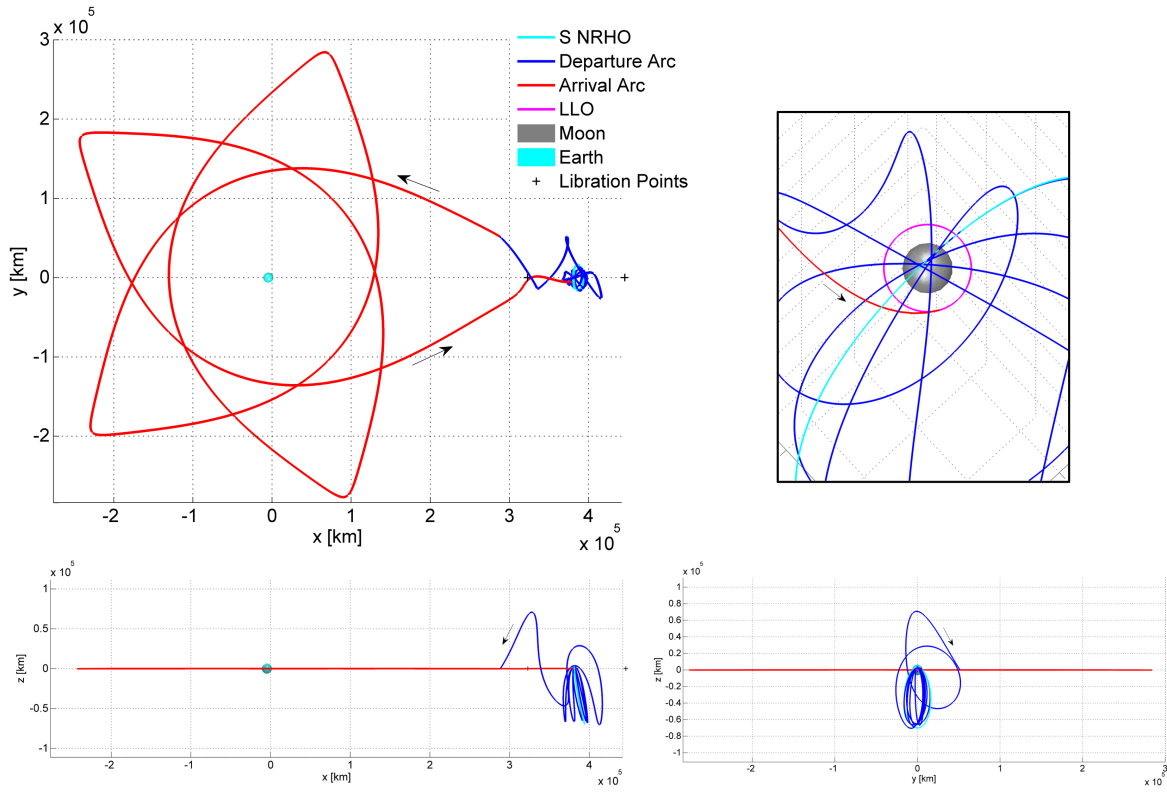 x 10^5
3
2
1
0
-1
-2
y [km]
-2
-1
0
1
2
3
4
x [km]
x 10^5
S NRHO
Departure Arc
Arrival Arc
LLO
Moon
Earth
Libration Points
x 10^5
1
0.5
0
-0.5
-1
z [km]
-2
-1
0
1
2
3
4
x [km]
x 10^5
x 10^5
1
0.8
0.6
0.4
0.2
0
-0.2
-0.4
-0.6
-0.8
-1
z [km]
-2
-1
0
1
2
3
y [km]
x 10^5